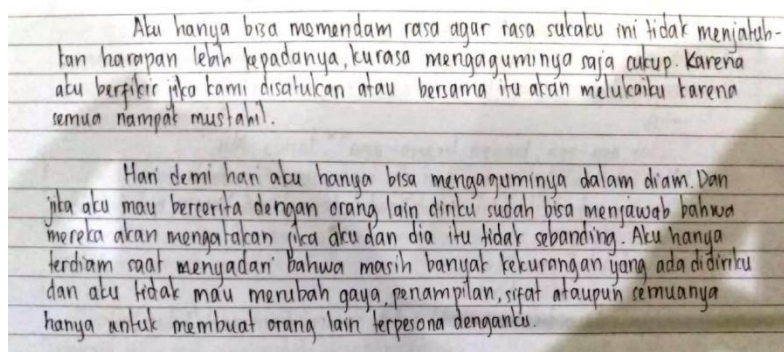 Aku hanya bisa memendam rasa agar rasa sukaku ini tidak menjatuh-
kan harapan lebih kepadanya, kurasa mengaguminya saja cukup. Karena
aku berfikir jika kami disatukan atau bersama itu akan melukaiku karena
semua nampak mustahil.
Hari demi hari aku hanya bisa mengaguminya dalam diam. Dan
jika aku mau bercerita dengan orang lain diriku sudah bisa menjawab bahwa
mereka akan mengatakan jika aku dan dia itu tidak sebanding. Aku hanya
terdiam saat menyadari bahwa masih banyak kekurangan yang ada didiriku
dan aku tidak mau merubah gaya, penampilan, sifat ataupun semuanya
hanya untuk membuat orang lain terpesona denganku.